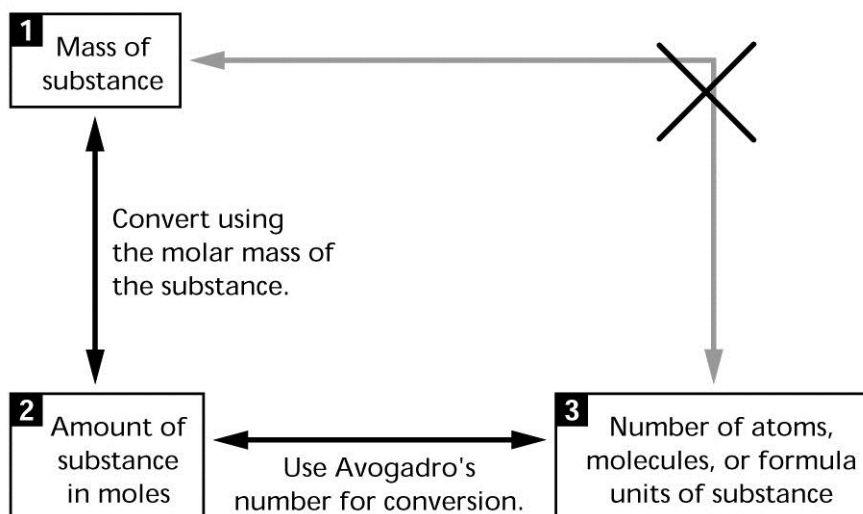 1
Mass of
substance
Convert using
the molar mass of
the substance.
2
Amount of
substance
in moles
Use Avogadro's
number for conversion.
3
Number of atoms,
molecules, or formula
units of substance